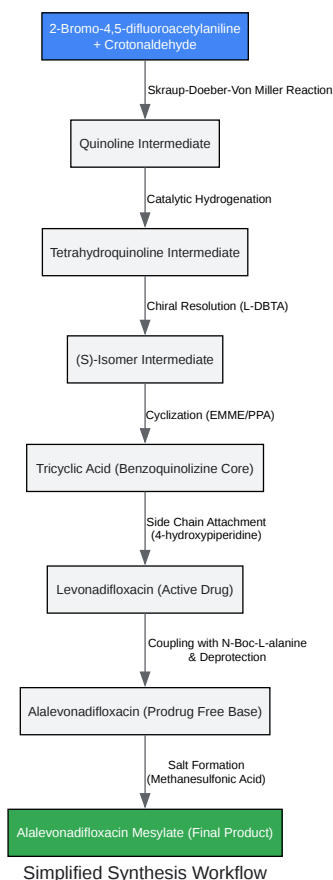 2-Bromo-4,5-difluoroacetylaniline
+ Crotonaldehyde
Skraup-Doeber-Von Miller Reaction
Quinoline Intermediate
Catalytic Hydrogenation
Tetrahydroquinoline Intermediate
Chiral Resolution (L-DBTA)
(S)-Isomer Intermediate
Cyclization (EMME/PPA)
Tricyclic Acid (Benzoquinolizine Core)
Side Chain Attachment
(4-hydroxypiperidine)
Levonadifloxacin (Active Drug)
Coupling with N-Boc-L-alanine
& Deprotection
Alalevonadifloxacin (Prodrug Free Base)
Salt Formation
(Methanesulfonic Acid)
Alalevonadifloxacin Mesylate (Final Product)
Simplified Synthesis Workflow